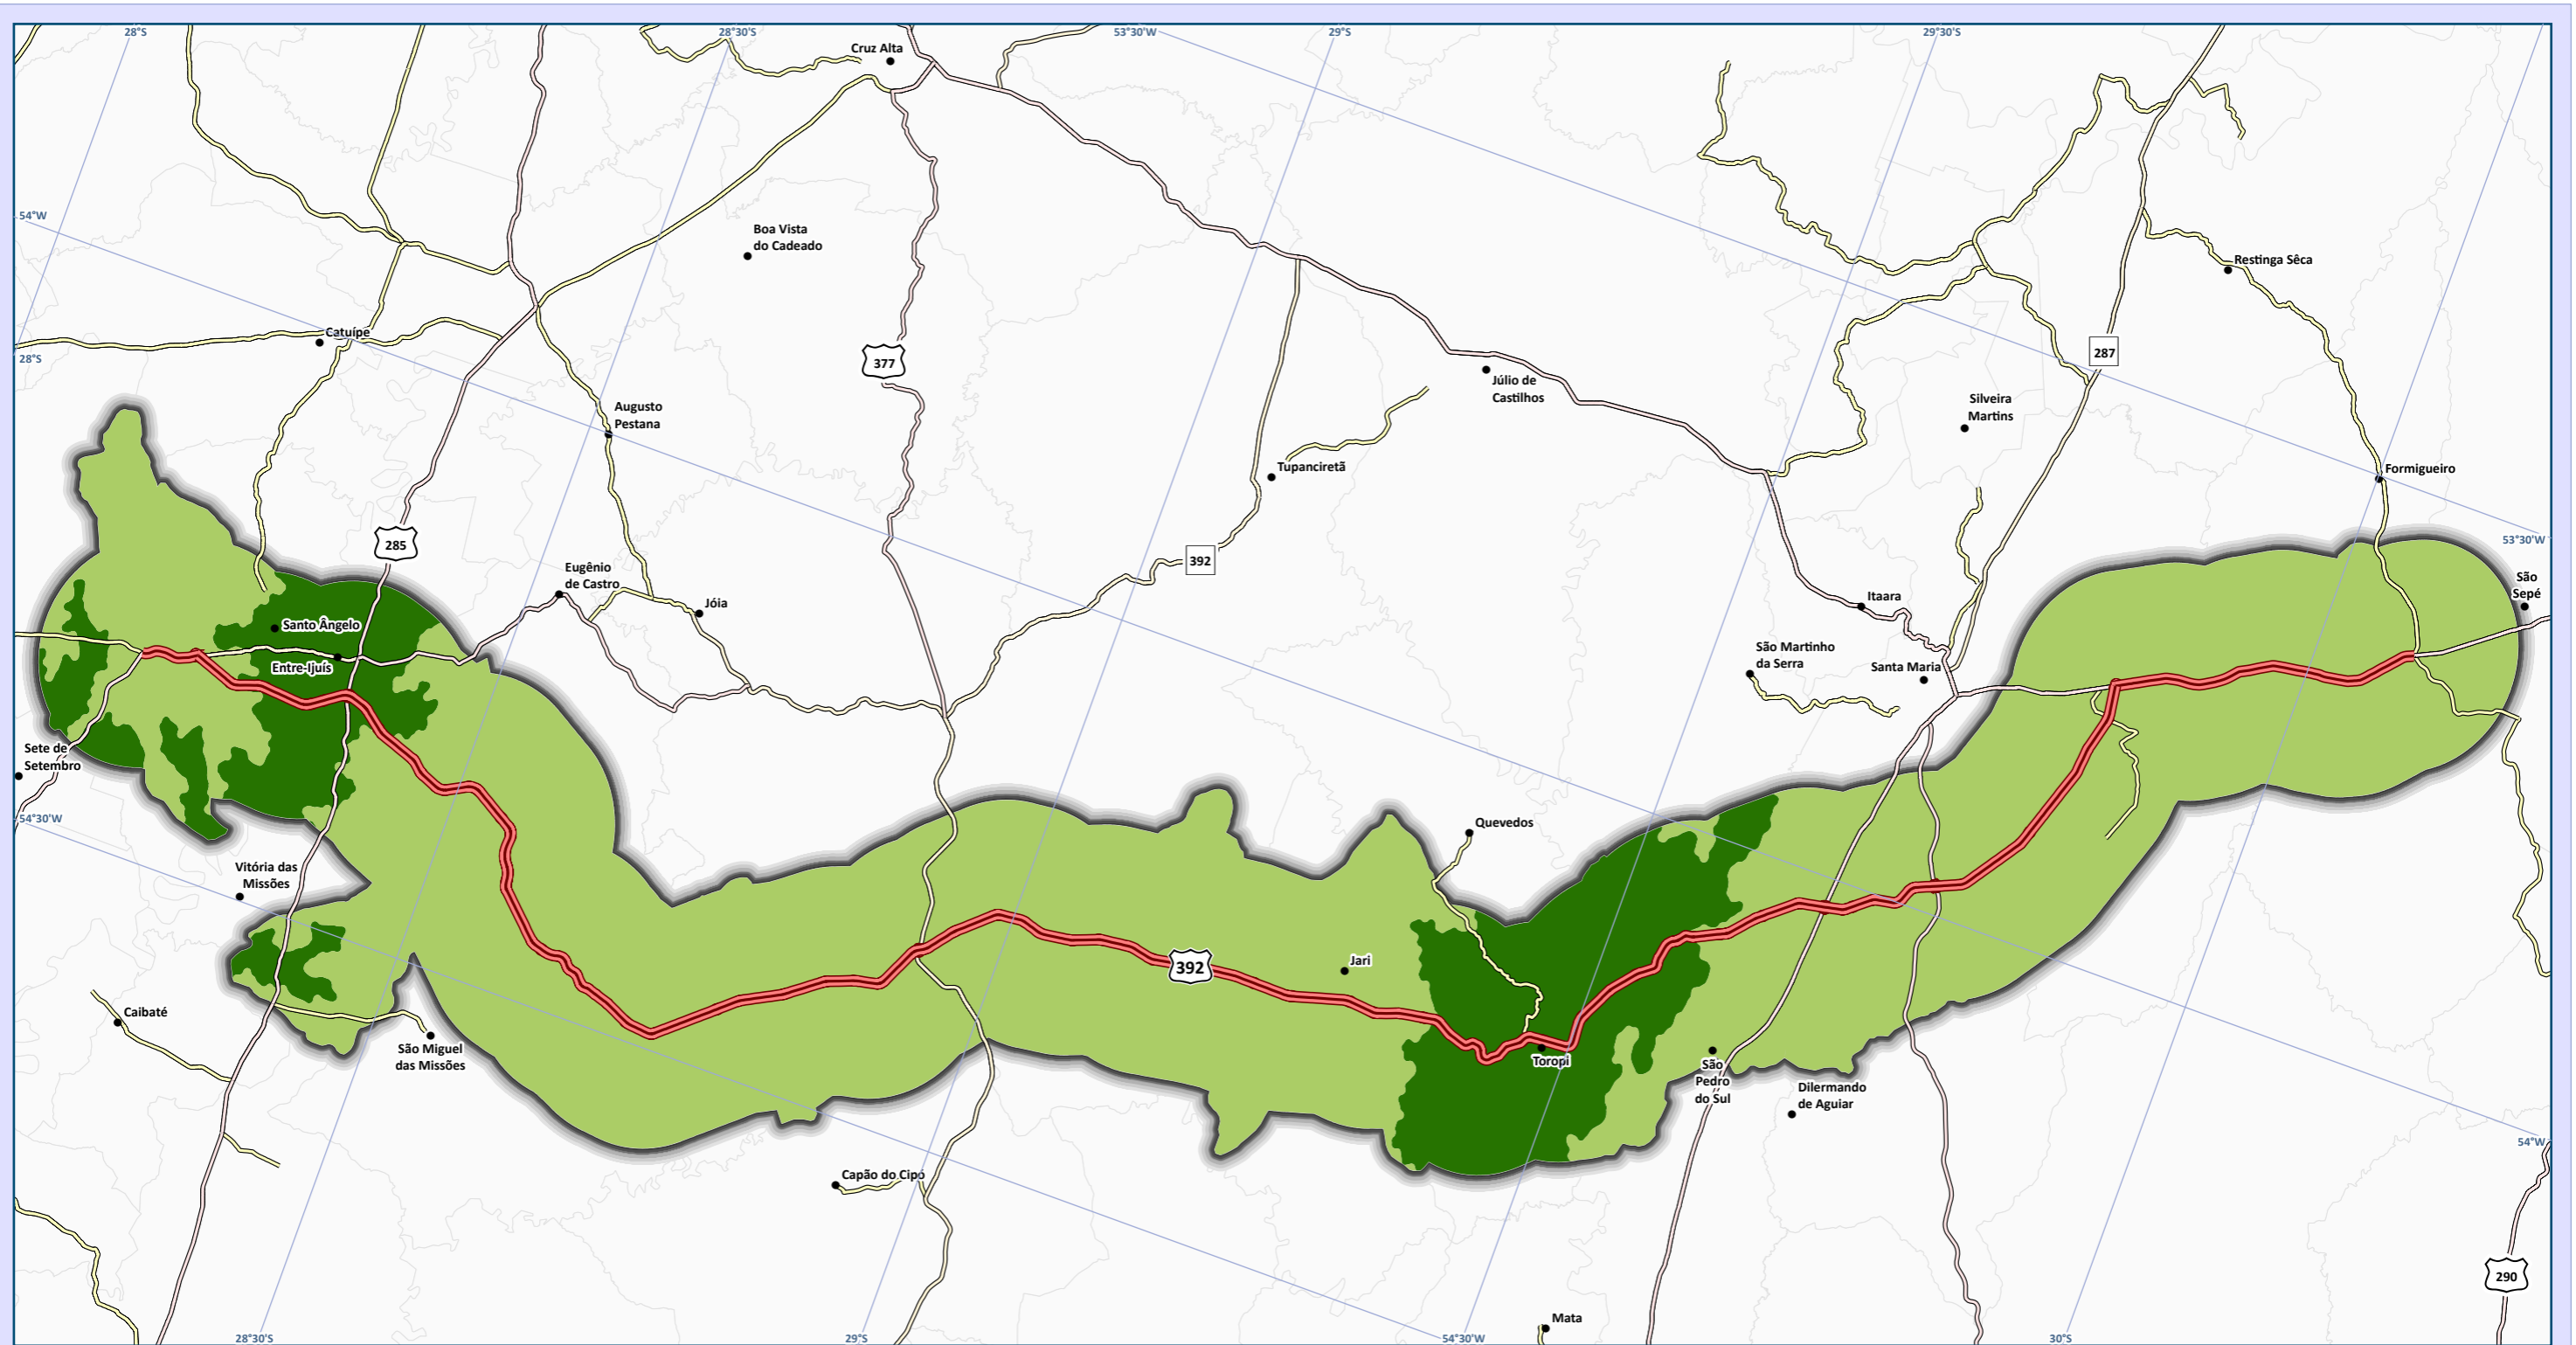 28°S
28°30'S
53°30'W
29°S
29°30'S
Cruz Alta
54°W
Boa Vista
do Cadeado
Restinga Sêca
Catuípe
28°S
377
287
Júlio de
Castilhos
Silveira
Martins
Augusto
Pestana
Tupanciretã
Formigueiro
285
53°30'W
392
Eugênio
de Castro
Jóia
São
Sepé
Itaara
Santo Ângelo
Entre-Ijuís
São Martinho
da Serra
Santa Maria
Sete de
Setembro
54°30'W
Quevedos
Vitória das
Missões
Jari
392
Caibaté
São Miguel
das Missões
Toropi
São
Pedro
do Sul
Dilermando
de Aguiar
54°W
Capão do Cipó
290
Mata
28°30'S
29°S
54°30'W
30°S